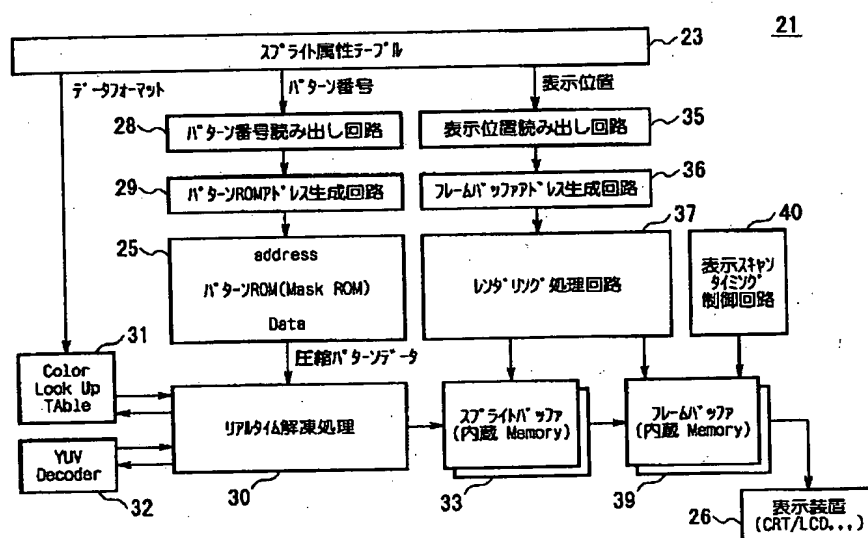 21
スプライト属性テーブル
23
データフォーマット
パターン番号
表示位置
28
パターン番号読み出し回路
表示位置読み出し回路
35
29
パターンROMアドレス生成回路
フレームバッファアドレス生成回路
36
25
address
パターンROM(Mask ROM)
Data
37
レンダリング処理回路
40
表示スキャン
タイミング
制御回路
31
圧縮パターンデータ
Color
Look Up
TAble
リアルタイム解凍処理
30
スプライトバッファ
(内蔵 Memory)
33
フレームバッファ
(内蔵 Memory)
39
YUV
Decoder
32
26
表示装置
(CRT/LCD...)